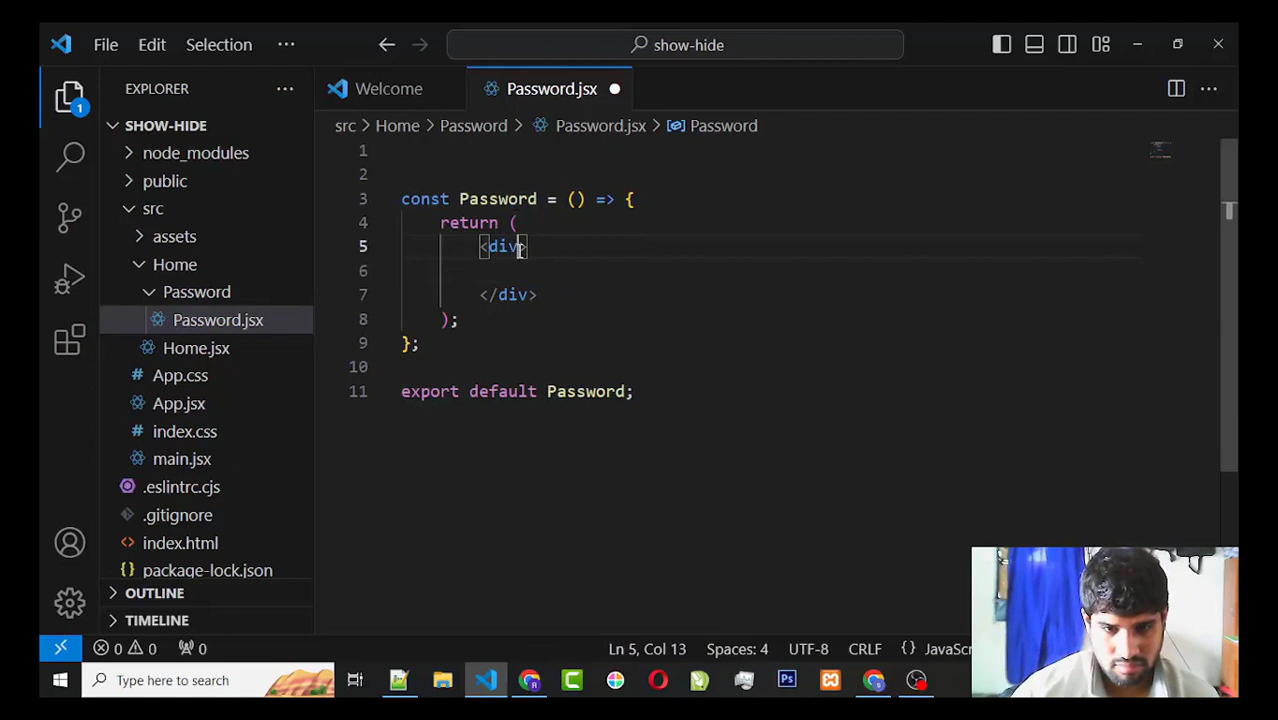 File Edit Selection ··· show-hide
EXPLORER ···
1
SHOW-HIDE
node_modules
public
src
assets
Home
Password
Password.jsx
Home.jsx
App.css
App.jsx
index.css
main.jsx
.eslintrc.cjs
.gitignore
index.html
{} package-lock.json
OUTLINE
TIMELINE
Welcome Password.jsx ···
src > Home > Password > Password.jsx > Password
1
2
3 const Password = () => {
4 return (
5 <div>
6
7 </div>
8 );
9 };
10
11 export default Password;
0 0 0 Ln 5, Col 13 Spaces: 4 UTF-8 CRLF {} JavaSc
Type here to search
Ps